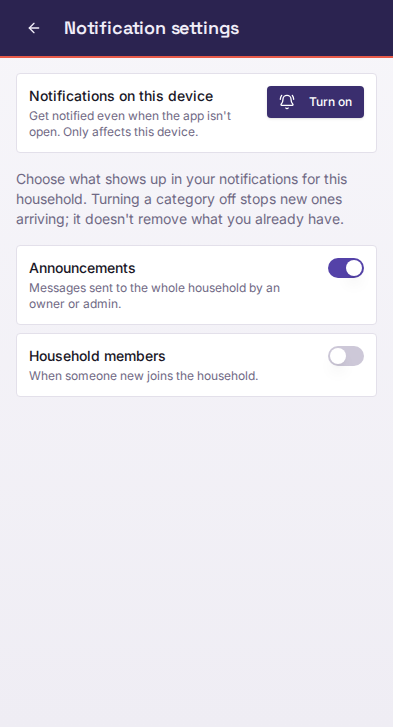 Notification settings
Notifications on this device
Get notified even when the app isn't
open. Only affects this device.
Turn on
Choose what shows up in your notifications for this
household. Turning a category off stops new ones
arriving; it doesn't remove what you already have.
Announcements
Messages sent to the whole household by an
owner or admin.
Household members
When someone new joins the household.